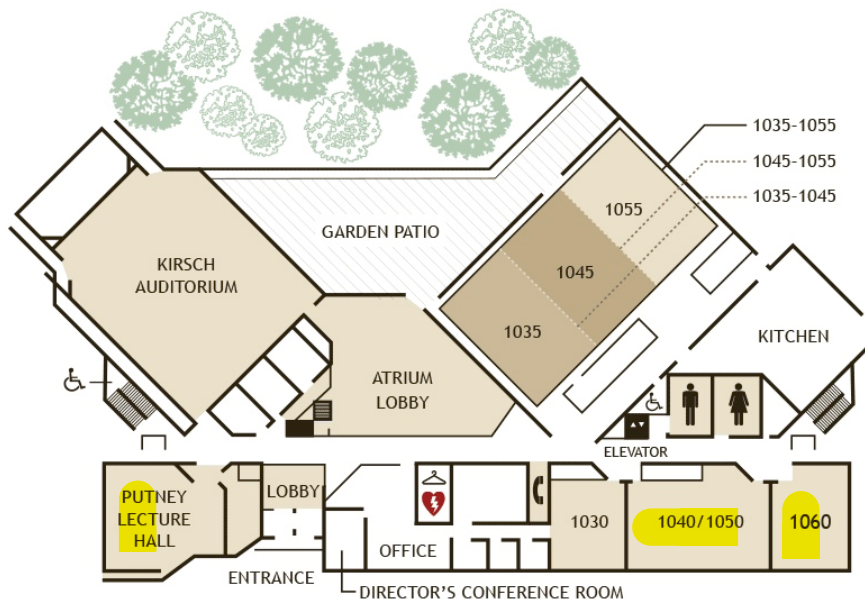 1035-1055
1045-1055
1035-1045
1055
GARDEN PATIO
1045
KIRSCH
AUDITORIUM
1035
KITCHEN
ATRIUM
LOBBY
ELEVATOR
PUTNEY
LECTURE
HALL
LOBBY
1030
1040/1050
1060
OFFICE
ENTRANCE
DIRECTOR'S CONFERENCE ROOM